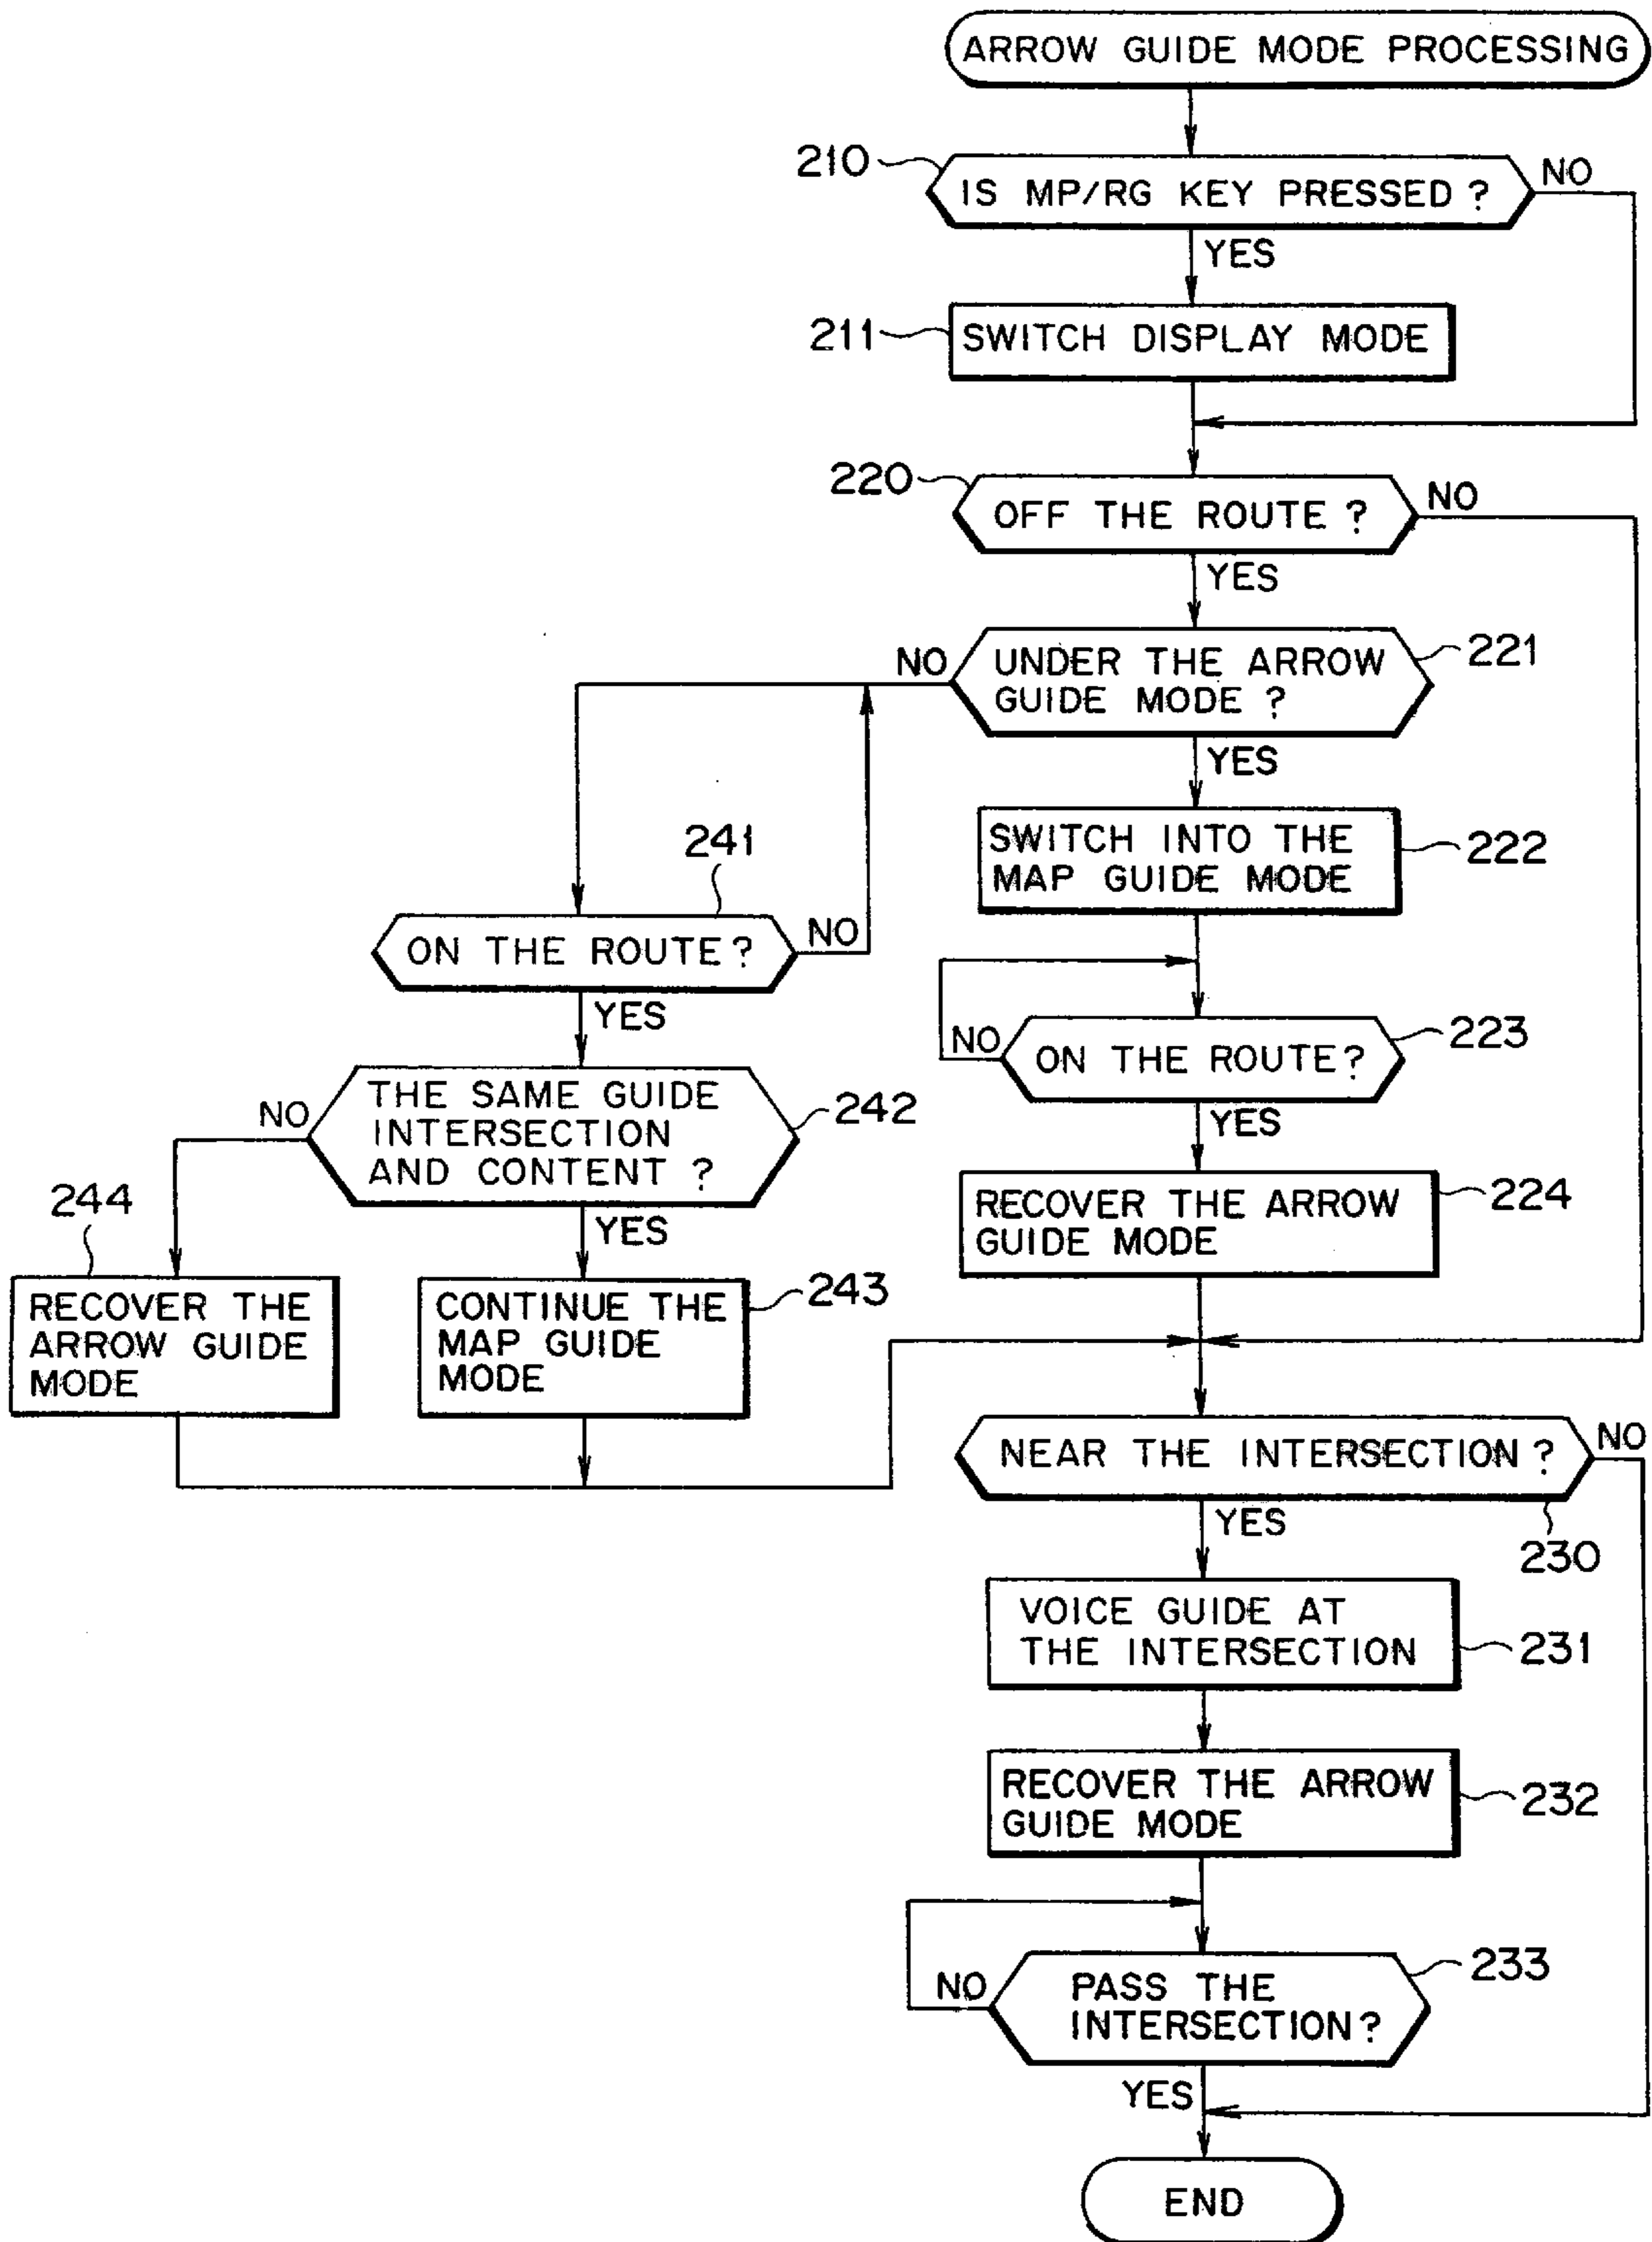 ARROW GUIDE MODE PROCESSING
210
IS MP/RG KEY PRESSED ?
NO
YES
211
SWITCH DISPLAY MODE
220
OFF THE ROUTE ?
NO
YES
NO
UNDER THE ARROW
GUIDE MODE ?
221
YES
SWITCH INTO THE
MAP GUIDE MODE
222
241
ON THE ROUTE ?
NO
YES
NO
ON THE ROUTE ?
223
YES
NO
THE SAME GUIDE
INTERSECTION
AND CONTENT ?
242
YES
RECOVER THE ARROW
GUIDE MODE
224
244
RECOVER THE
ARROW GUIDE
MODE
CONTINUE THE
MAP GUIDE
MODE
243
NEAR THE INTERSECTION ?
NO
230
YES
VOICE GUIDE AT
THE INTERSECTION
231
RECOVER THE ARROW
GUIDE MODE
232
NO
PASS THE
INTERSECTION ?
233
YES
END